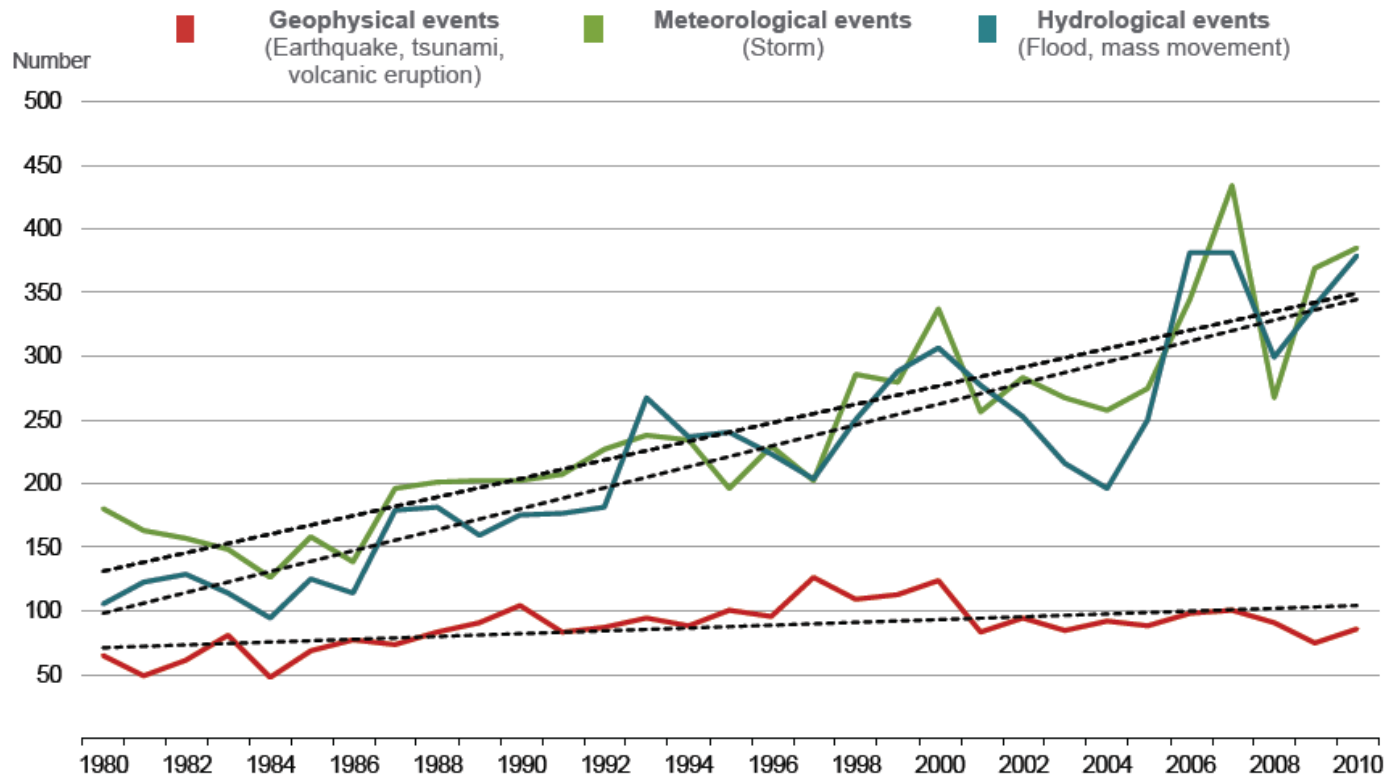 Geophysical events
(Earthquake, tsunami,
volcanic eruption)
Meteorological events
(Storm)
Hydrological events
(Flood, mass movement)
Number
500
450
400
350
300
250
200
150
100
50
1980 1982 1984 1986 1988 1990 1992 1994 1996 1998 2000 2002 2004 2006 2008 2010